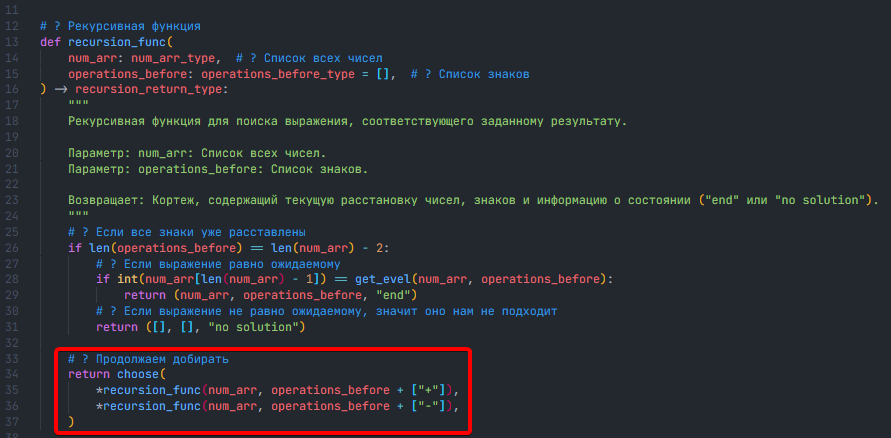 11
12 # ? Рекурсивная функция
13 def recursion_func(
14     num_arr: num_arr_type,  # ? Список всех чисел
15     operations_before: operations_before_type = [],  # ? Список знаков
16 ) -> recursion_return_type:
17     """
18     Рекурсивная функция для поиска выражения, соответствующего заданному результату.
19
20     Параметр: num_arr: Список всех чисел.
21     Параметр: operations_before: Список знаков.
22
23     Возвращает: Кортеж, содержащий текущую расстановку чисел, знаков и информацию о состоянии ("end" или "no solution").
24     """
25     # ? Если все знаки уже расставлены
26     if len(operations_before) == len(num_arr) - 2:
27         # ? Если выражение равно ожидаемому
28         if int(num_arr[len(num_arr) - 1]) == get_evel(num_arr, operations_before):
29             return (num_arr, operations_before, "end")
30         # ? Если выражение не равно ожидаемому, значит оно нам не подходит
31         return ([], [], "no solution")
32
33     # ? Продолжаем добирать
34     return choose(
35         *recursion_func(num_arr, operations_before + ["+"]),
36         *recursion_func(num_arr, operations_before + ["-"]),
37     )
38